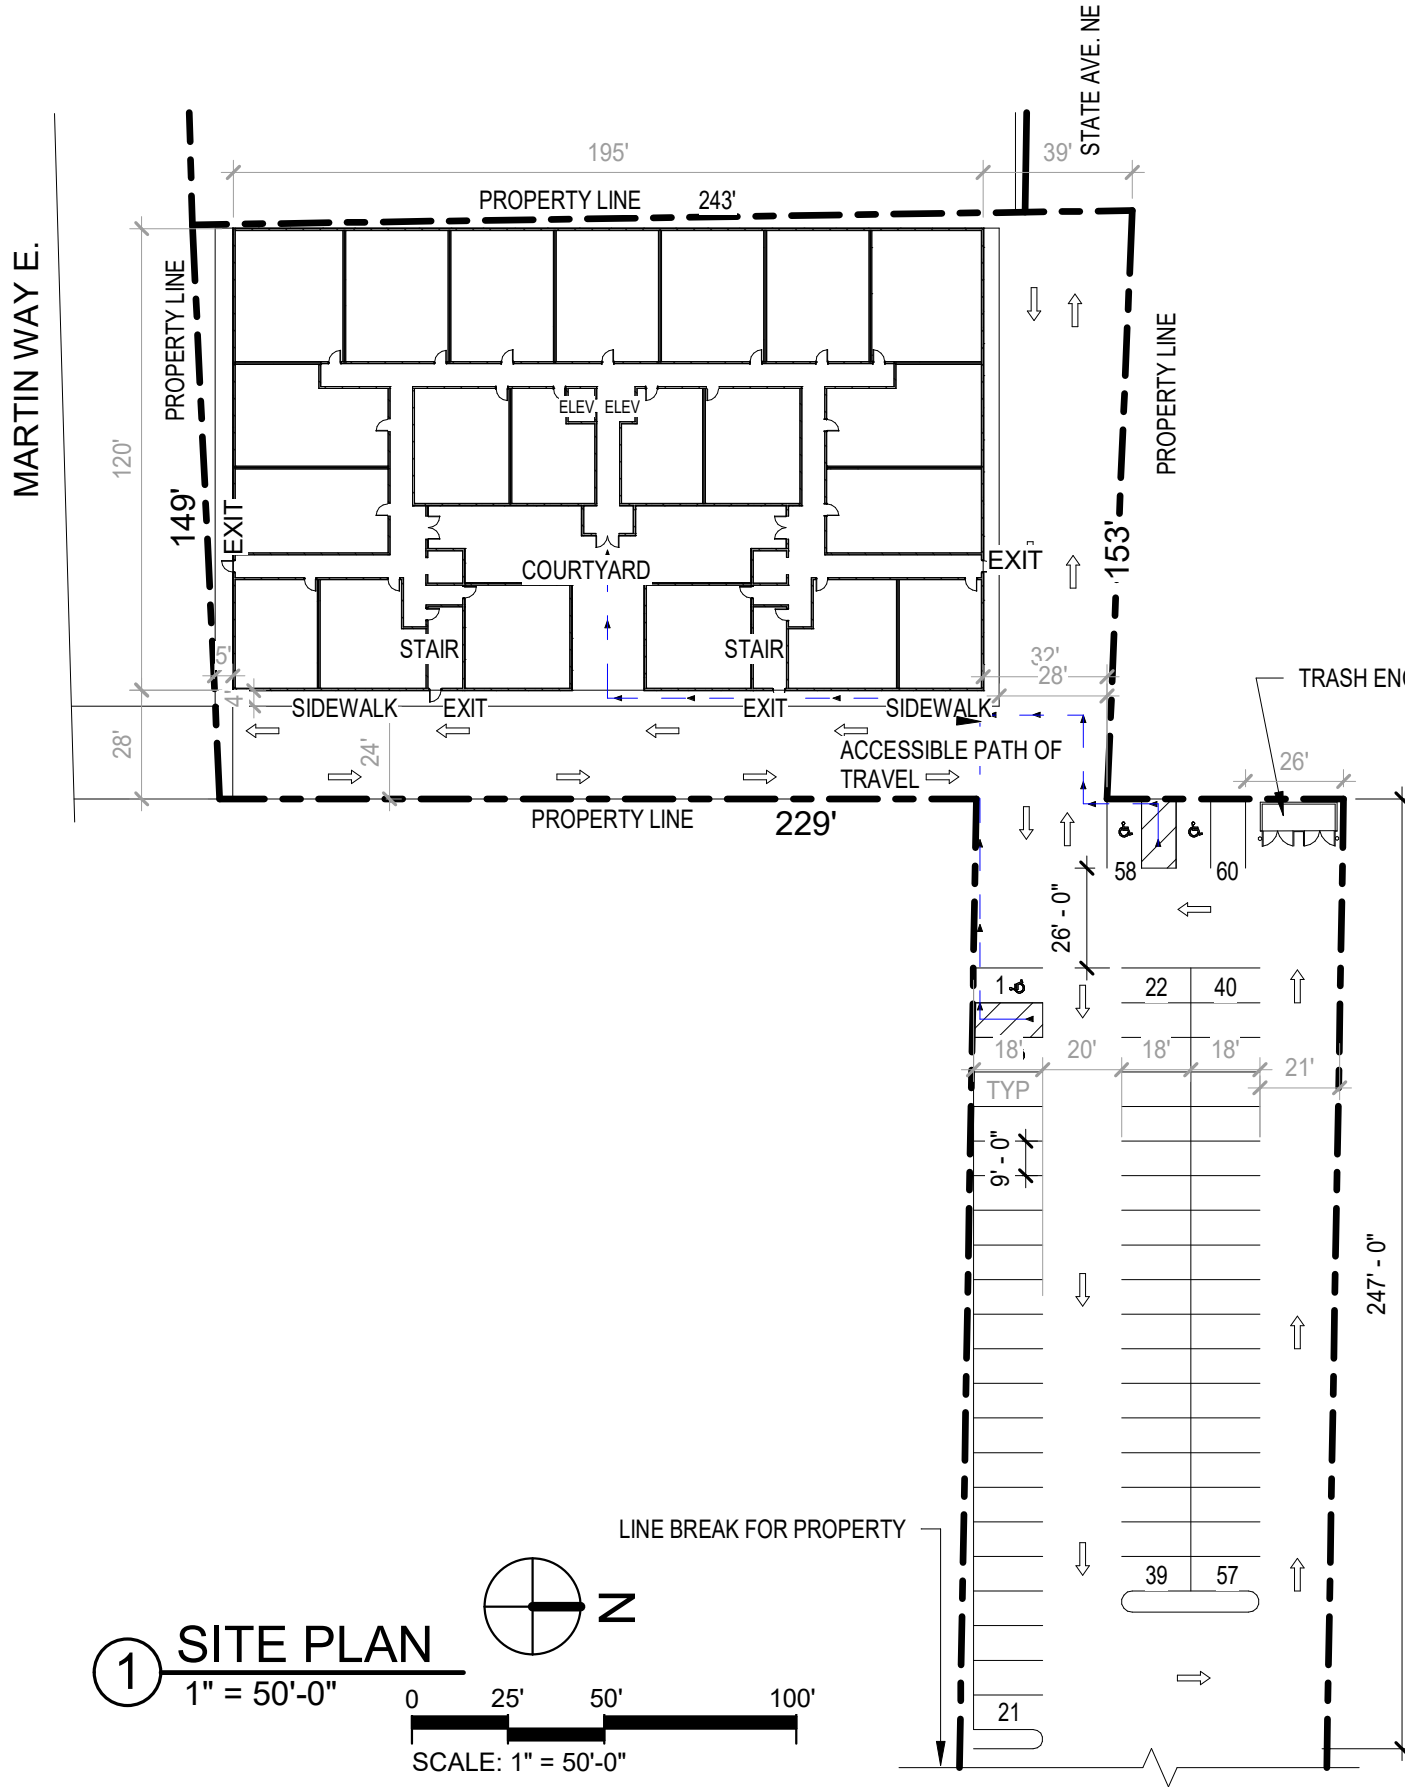 STATE AVE. NE
195'
39'
PROPERTY LINE 243'
MARTIN WAY E.
PROPERTY LINE
PROPERTY LINE
120'
149'
153'
ELEV ELEV
EXIT
COURTYARD
EXIT
STAIR
STAIR
5'
32'
28'
4'
TRASH ENC
SIDEWALK
EXIT
EXIT
SIDEWALK
28'
24'
ACCESSIBLE PATH OF
TRAVEL
26'
PROPERTY LINE
229'
58
60
26' - 0"
1
22
40
18'
20'
18'
18'
21'
TYP
9' - 0"
247' - 0"
LINE BREAK FOR PROPERTY
39
57
N
1
SITE PLAN
1" = 50'-0"
0 25' 50' 100'
SCALE: 1" = 50'-0"
21